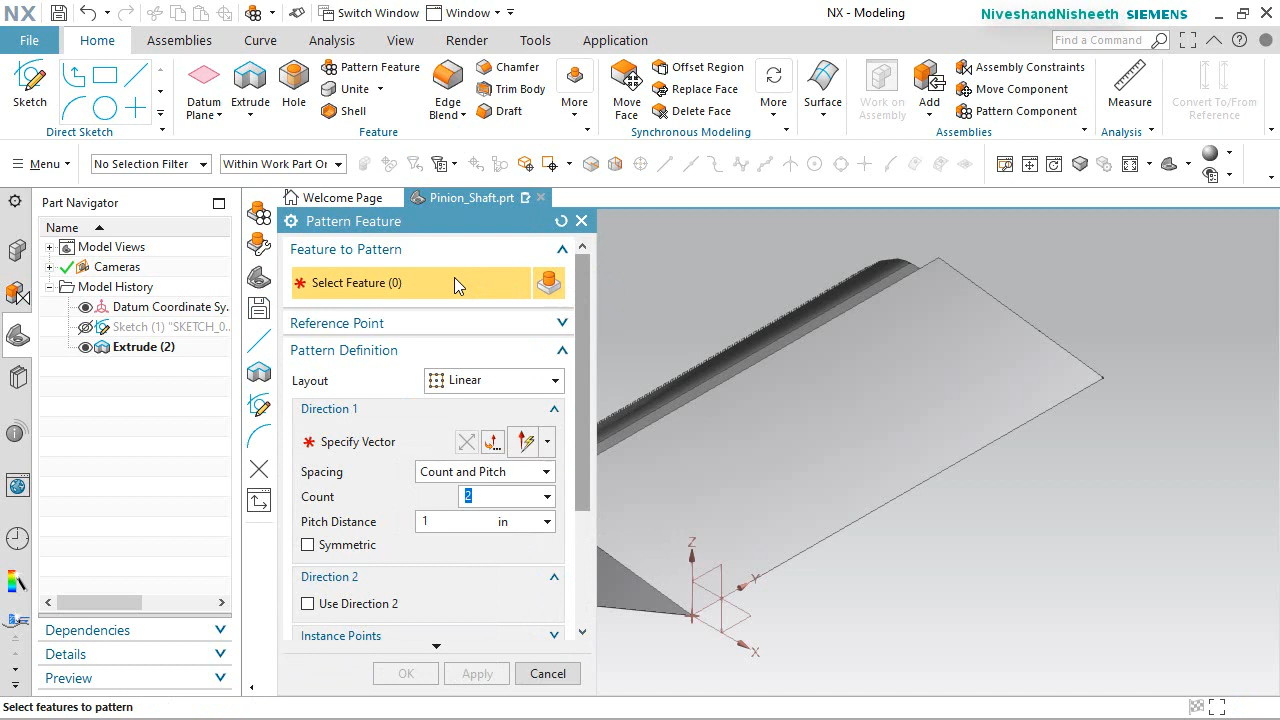 NX
Switch Window
Window
NX - Modeling
NiveshandNisheeth SIEMENS
File
Home
Assemblies
Curve
Analysis
View
Render
Tools
Application
Find a Command
Sketch
Direct Sketch
Datum Plane
Extrude
Hole
Pattern Feature
Unite
Shell
Edge Blend
Chamfer
Trim Body
Draft
More
Feature
Move Face
Offset Region
Replace Face
Delete Face
More
Synchronous Modeling
Surface
Work on Assembly
Add
Assembly Constraints
Move Component
Pattern Component
Assemblies
Measure
Analysis
Convert To/From Reference
Menu
No Selection Filter
Within Work Part Or
Part Navigator
Name
Model Views
Cameras
Model History
Datum Coordinate Sy...
Sketch (1) "SKETCH_0...
Extrude (2)
Dependencies
Details
Preview
Welcome Page
Pinion_Shaft.prt
Pattern Feature
Feature to Pattern
* Select Feature (0)
Reference Point
Pattern Definition
Layout
Linear
Direction 1
* Specify Vector
Spacing
Count and Pitch
Count
2
Pitch Distance
1 in
Symmetric
Direction 2
Use Direction 2
Instance Points
OK
Apply
Cancel
Z
Y
X
Select features to pattern